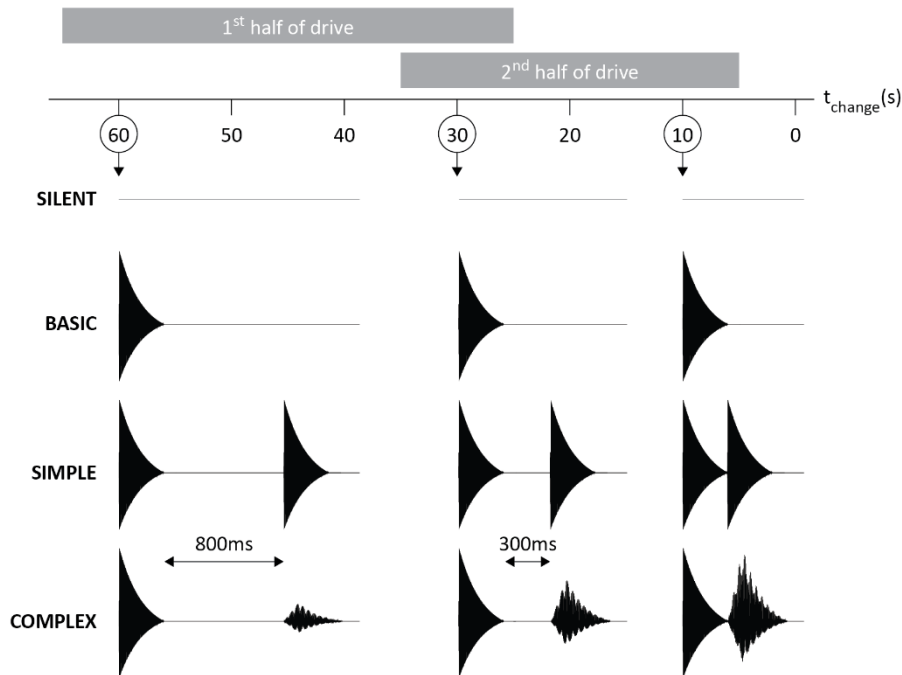 1st half of drive
2nd half of drive
tchange(s)
60 50 40 30 20 10 0
SILENT
BASIC
SIMPLE
800ms 300ms
COMPLEX